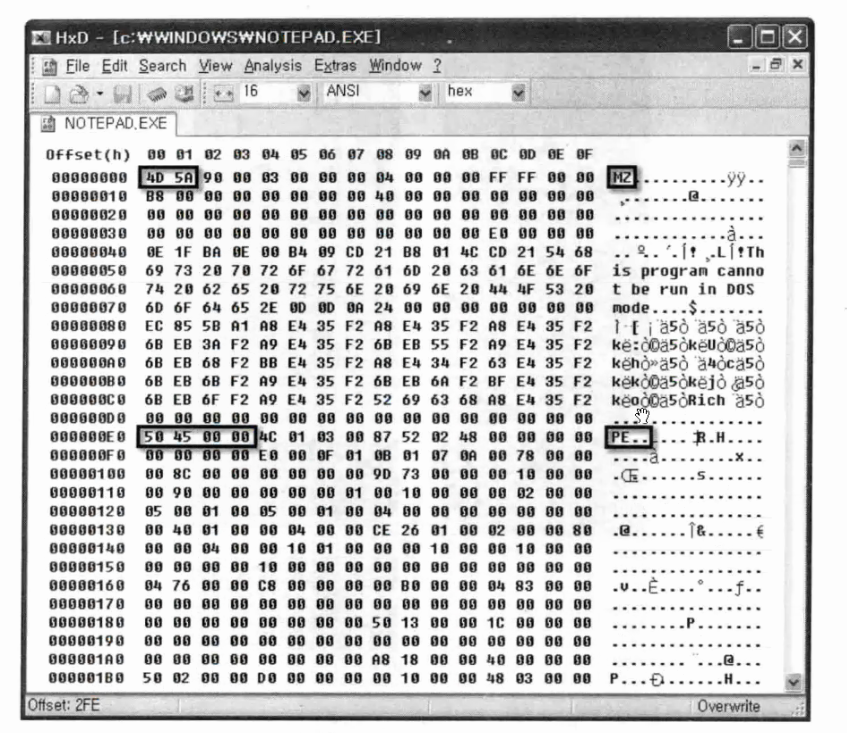 HxD - [c:₩WINDOWS₩NOTEPAD.EXE]
File Edit Search View Analysis Extras Window ?
16 ANSI hex
NOTEPAD.EXE
Offset(h) 00 01 02 03 04 05 06 07 08 09 0A 0B 0C 0D 0E 0F
00000000 4D 5A 90 00 03 00 00 00 04 00 00 00 FF FF 00 00 MZ..........ÿÿ..
00000010 B8 00 00 00 00 00 00 00 40 00 00 00 00 00 00 00 ¸.......@.......
00000020 00 00 00 00 00 00 00 00 00 00 00 00 00 00 00 00 ................
00000030 00 00 00 00 00 00 00 00 00 00 00 00 E0 00 00 00 ............à...
00000040 0E 1F BA 0E 00 B4 09 CD 21 B8 01 4C CD 21 54 68 ..º..´.Í!¸.LÍ!Th
00000050 69 73 20 70 72 6F 67 72 61 6D 20 63 61 6E 6E 6F is program canno
00000060 74 20 62 65 20 72 75 6E 20 69 6E 20 44 4F 53 20 t be run in DOS
00000070 6D 6F 64 65 2E 0D 0D 0A 24 00 00 00 00 00 00 00 mode....$.......
00000080 EC 85 5B A1 A8 E4 35 F2 A8 E4 35 F2 A8 E4 35 F2 ì…[¡¨ä5ò¨ä5ò¨ä5ò
00000090 6B EB 3A F2 A9 E4 35 F2 6B EB 55 F2 A9 E4 35 F2 kë:ò©ä5òkëUò©ä5ò
000000A0 6B EB 68 F2 BB E4 35 F2 A8 E4 34 F2 63 E4 35 F2 këhò»ä5ò¨ä4òcä5ò
000000B0 6B EB 6B F2 A9 E4 35 F2 6B EB 6A F2 BF E4 35 F2 këkò©ä5òkëjò¿ä5ò
000000C0 6B EB 6F F2 A9 E4 35 F2 52 69 63 68 A8 E4 35 F2 këoò©ä5òRich¨ä5ò
000000D0 00 00 00 00 00 00 00 00 00 00 00 00 00 00 00 00 ................
000000E0 50 45 00 00 4C 01 03 00 87 52 02 48 00 00 00 00 PE..L...‡R.H....
000000F0 00 00 00 00 E0 00 0F 01 0B 01 07 0A 00 78 00 00 ....à........x..
00000100 00 8C 00 00 00 00 00 00 9D 73 00 00 00 10 00 00 .Œ.......s......
00000110 00 90 00 00 00 00 00 01 00 10 00 00 00 02 00 00 ................
00000120 05 00 01 00 05 00 01 00 04 00 00 00 00 00 00 00 ................
00000130 00 40 01 00 00 04 00 00 CE 26 01 00 02 00 00 80 .@......Î&.....€
00000140 00 00 04 00 00 10 01 00 00 00 10 00 00 10 00 00 ................
00000150 00 00 00 00 10 00 00 00 00 00 00 00 00 00 00 00 ................
00000160 04 76 00 00 C8 00 00 00 00 B0 00 00 04 83 00 00 .v..È....°...ƒ..
00000170 00 00 00 00 00 00 00 00 00 00 00 00 00 00 00 00 ................
00000180 00 00 00 00 00 00 00 00 50 13 00 00 1C 00 00 00 ........P.......
00000190 00 00 00 00 00 00 00 00 00 00 00 00 00 00 00 00 ................
000001A0 00 00 00 00 00 00 00 00 A8 18 00 00 40 00 00 00 ........¨...@...
000001B0 50 02 00 00 D0 00 00 00 00 10 00 00 48 03 00 00 P...Ð.......H...
Offset: 2FE Overwrite